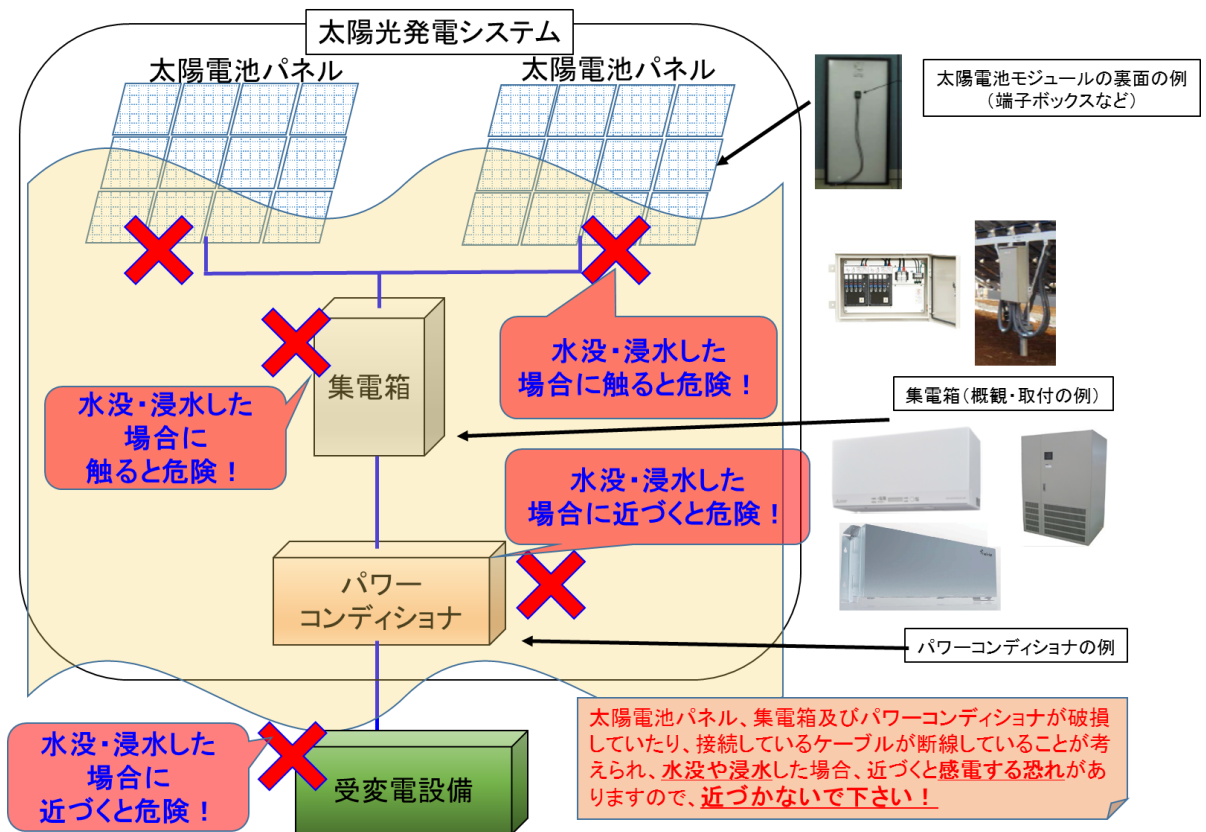 太陽光発電システム
太陽電池パネル
太陽電池パネル
太陽電池モジュールの裏面の例
（端子ボックスなど）
水没・浸水した
場合に触ると危険！
集電箱
水没・浸水した
場合に
触ると危険！
集電箱（概観・取付の例）
水没・浸水した
場合に近づくと危険！
パワー
コンディショナ
パワーコンディショナの例
水没・浸水した
場合に
近づくと危険！
受変電設備
太陽電池パネル、集電箱及びパワーコンディショナが破損
していたり、接続しているケーブルが断線していることが考
えられ、水没や浸水した場合、近づくと感電する恐れがあ
りますので、近づかないで下さい！